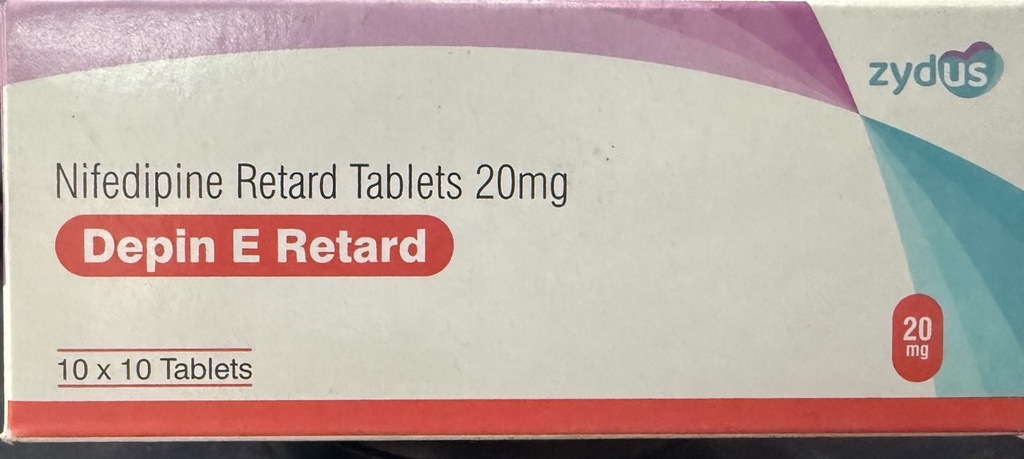 zydus
Nifedipine Retard Tablets 20mg
Depin E Retard
20
mg
10 x 10 Tablets